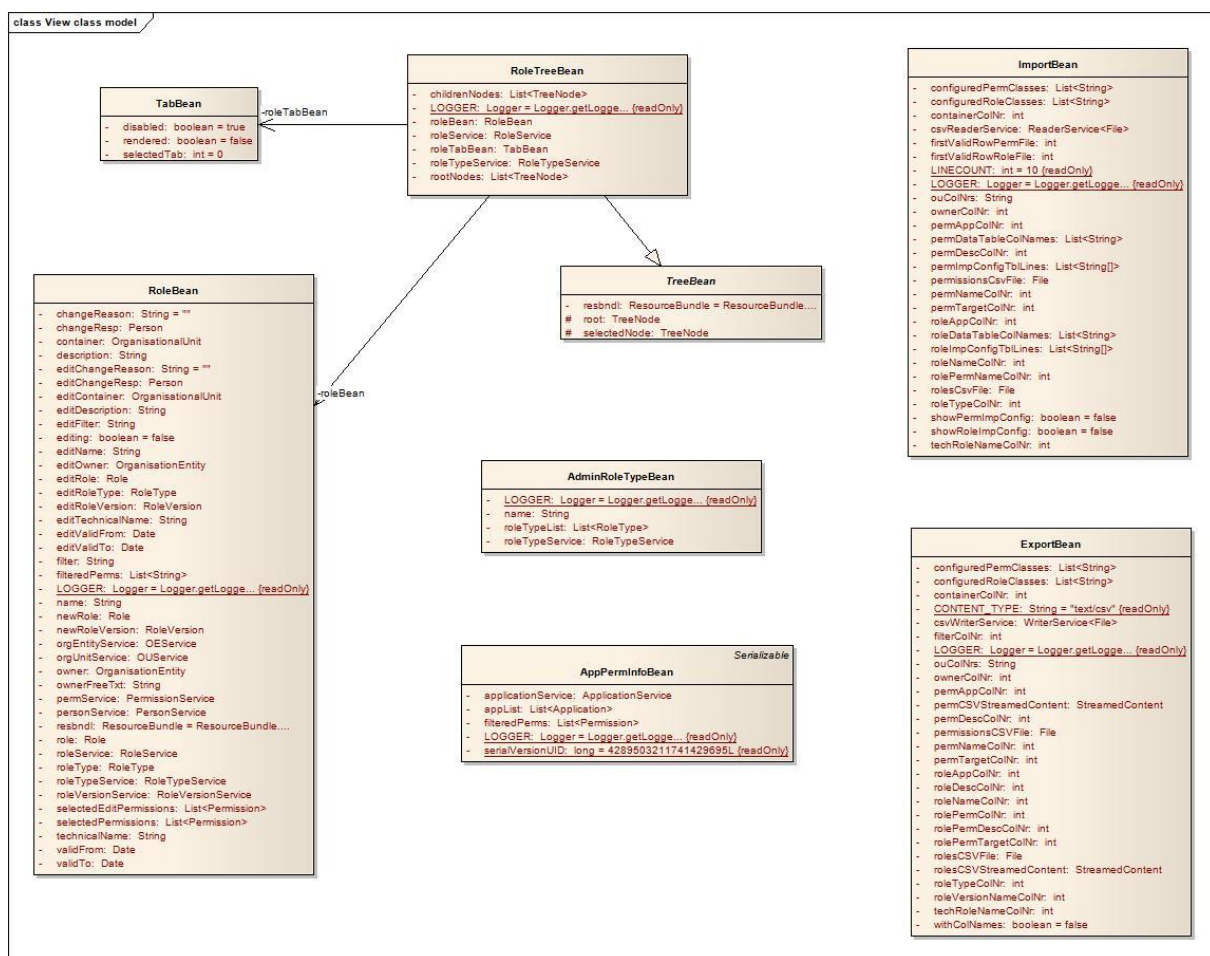 class View class model
TabBean
- disabled: boolean = true
- rendered: boolean = false
- selectedTab: int = 0
-roleTabBean
RoleTreeBean
- childrenNodes: List<TreeNode>
- LOGGER: Logger = Logger.getLogge... {readOnly}
- roleBean: RoleBean
- roleService: RoleService
- roleTabBean: TabBean
- roleTypeService: RoleTypeService
- rootNodes: List<TreeNode>
TreeBean
- resbndl: ResourceBundle = ResourceBundle....
# root: TreeNode
# selectedNode: TreeNode
-roleBean
RoleBean
- changeReason: String = ""
- changeResp: Person
- container: OrganisationalUnit
- description: String
- editChangeReason: String = ""
- editChangeResp: Person
- editContainer: OrganisationalUnit
- editDescription: String
- editFilter: String
- editing: boolean = false
- editName: String
- editOwner: OrganisationEntity
- editRole: Role
- editRoleType: RoleType
- editRoleVersion: RoleVersion
- editTechnicalName: String
- editValidFrom: Date
- editValidTo: Date
- filter: String
- filteredPerms: List<String>
- LOGGER: Logger = Logger.getLogge... {readOnly}
- name: String
- newRole: Role
- newRoleVersion: RoleVersion
- orgEntityService: OEService
- orgUnitService: OUService
- owner: OrganisationEntity
- ownerFreeTxt: String
- permService: PermissionService
- personService: PersonService
- resbndl: ResourceBundle = ResourceBundle....
- role: Role
- roleService: RoleService
- roleType: RoleType
- roleTypeService: RoleTypeService
- roleVersionService: RoleVersionService
- selectedEditPermissions: List<Permission>
- selectedPermissions: List<Permission>
- technicalName: String
- validFrom: Date
- validTo: Date
AdminRoleTypeBean
- LOGGER: Logger = Logger.getLogge... {readOnly}
- name: String
- roleTypeList: List<RoleType>
- roleTypeService: RoleTypeService
Serializable
AppPermInfoBean
- applicationService: ApplicationService
- appList: List<Application>
- filteredPerms: List<Permission>
- LOGGER: Logger = Logger.getLogge... {readOnly}
- serialVersionUID: long = 4289503211741429695L {readOnly}
ImportBean
- configuredPermClasses: List<String>
- configuredRoleClasses: List<String>
- containerColNr: int
- csvReaderService: ReaderService<File>
- firstValidRowPermFile: int
- firstValidRowRoleFile: int
- LINECOUNT: int = 10 {readOnly}
- LOGGER: Logger = Logger.getLogge... {readOnly}
- ouColNrs: String
- ownerColNr: int
- permAppColNr: int
- permDataTableColNames: List<String>
- permDescColNr: int
- permImpConfigTblLines: List<String[]>
- permissionsCsvFile: File
- permNameColNr: int
- permTargetColNr: int
- roleAppColNr: int
- roleDataTableColNames: List<String>
- roleImpConfigTblLines: List<String[]>
- roleNameColNr: int
- rolePermNameColNr: int
- rolesCsvFile: File
- roleTypeColNr: int
- showPermImpConfig: boolean = false
- showRoleImpConfig: boolean = false
- techRoleNameColNr: int
ExportBean
- configuredPermClasses: List<String>
- configuredRoleClasses: List<String>
- containerColNr: int
- CONTENT_TYPE: String = "text/csv" {readOnly}
- csvWriterService: WriterService<File>
- filterColNr: int
- LOGGER: Logger = Logger.getLogge... {readOnly}
- ouColNrs: String
- ownerColNr: int
- permAppColNr: int
- permCSVStreamedContent: StreamedContent
- permDescColNr: int
- permissionsCSVFile: File
- permNameColNr: int
- permTargetColNr: int
- roleAppColNr: int
- roleDescColNr: int
- roleNameColNr: int
- rolePermColNr: int
- rolePermDescColNr: int
- rolePermTargetColNr: int
- rolesCSVFile: File
- rolesCSVStreamedContent: StreamedContent
- roleTypeColNr: int
- roleVersionNameColNr: int
- techRoleNameColNr: int
- withColNames: boolean = false